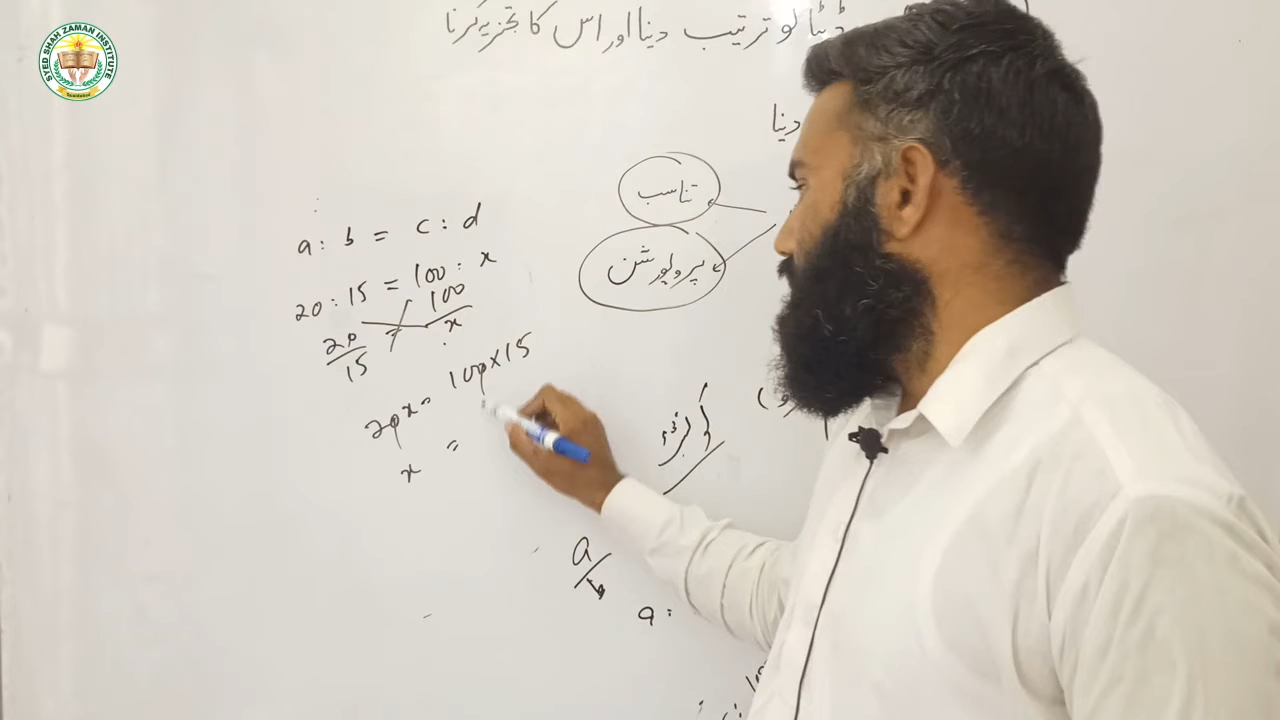 SYED SHAH ZAMAN INSTITUTE
ڈیٹا کو ترتیب دینا اور اس کا تجزیہ کرنا
دینا
تناسب
پروپورشن
a : b = c : d
20 : 15 = 100 : x
20/15 = 100/x
20x = 100×15
x =
a/b
a :